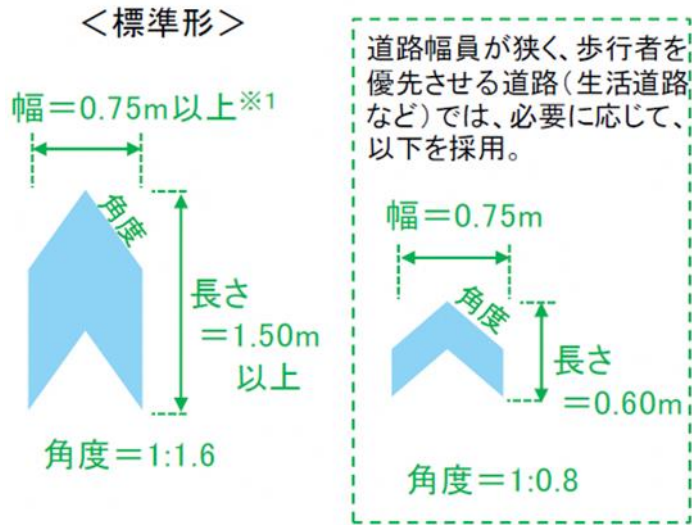 ＜標準形＞
幅＝0.75m以上※1
角度
長さ
＝1.50m
以上
角度＝1:1.6
道路幅員が狭く、歩行者を
優先させる道路（生活道路
など）では、必要に応じて、
以下を採用。
幅＝0.75m
角度
長さ
＝0.60m
角度＝1:0.8